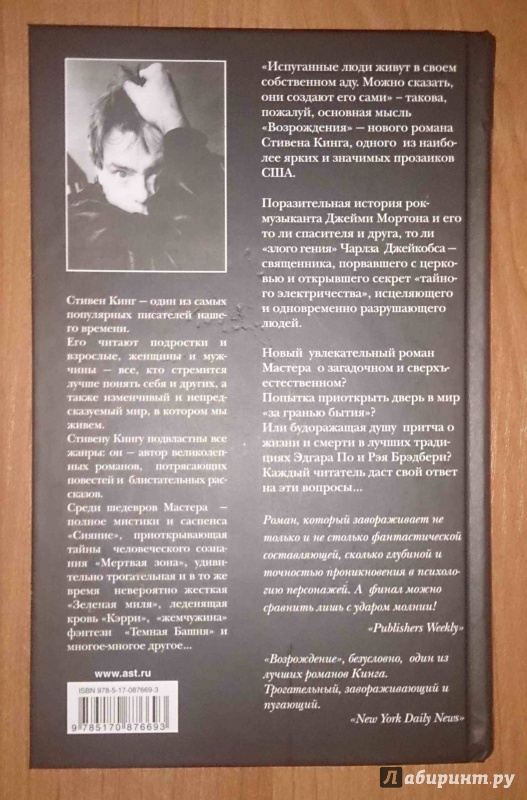 «Испуганные люди живут в своем
собственном аду. Можно сказать,
они создают его сами» – такова,
пожалуй, основная мысль
«Возрождения» – нового романа
Стивена Кинга, одного из наибо-
лее ярких и значимых прозаиков
США.
Поразительная история рок-
музыканта Джейми Мортона и его
то ли спасителя и друга, то ли
«злого гения» Чарлза Джейкобса –
священника, порвавшего с церко-
вью и открывшего секрет «тайно-
го электричества», исцеляющего
и одновременно разрушающего
людей.
Новый увлекательный роман
Мастера о загадочном и сверхъ-
естественном?
Попытка приоткрыть дверь в мир
«за гранью бытия»?
Или будоражащая душу притча о
жизни и смерти в лучших тради-
циях Эдгара По и Рэя Брэдбери?
Каждый читатель даст свой ответ
на эти вопросы...
Роман, который завораживает не
только и не столько фантастической
составляющей, сколько глубиной и
точностью проникновения в психоло-
гию персонажей. А финал можно
сравнить лишь с ударом молнии!
«Publishers Weekly»
«Возрождение», безусловно, один из
лучших романов Кинга.
Трогательный, завораживающий и
пугающий.
«New York Daily News»
Стивен Кинг – один из самых
популярных писателей наше-
го времени.
Его читают подростки и
взрослые, женщины и муж-
чины – все, кто стремится
лучше понять себя и других, а
также изменчивый и непред-
сказуемый мир, в котором мы
живем.
Стивену Кингу подвластны все
жанры: он – автор великолеп-
ных романов, потрясающих
повестей и блистательных рас-
сказов.
Среди шедевров Мастера –
полное мистики и саспенса
«Сияние», приоткрывающая
тайны человеческого созна-
ния «Мертвая зона», удиви-
тельно трогательная и в то же
время невероятно жесткая
«Зеленая миля», леденящая
кровь «Кэрри», «жемчужина»
фэнтези «Темная Башня» и
многое-многое другое...
www.ast.ru
ISBN 978-5-17-087669-3
9 785170 876693
Лабиринт.ру